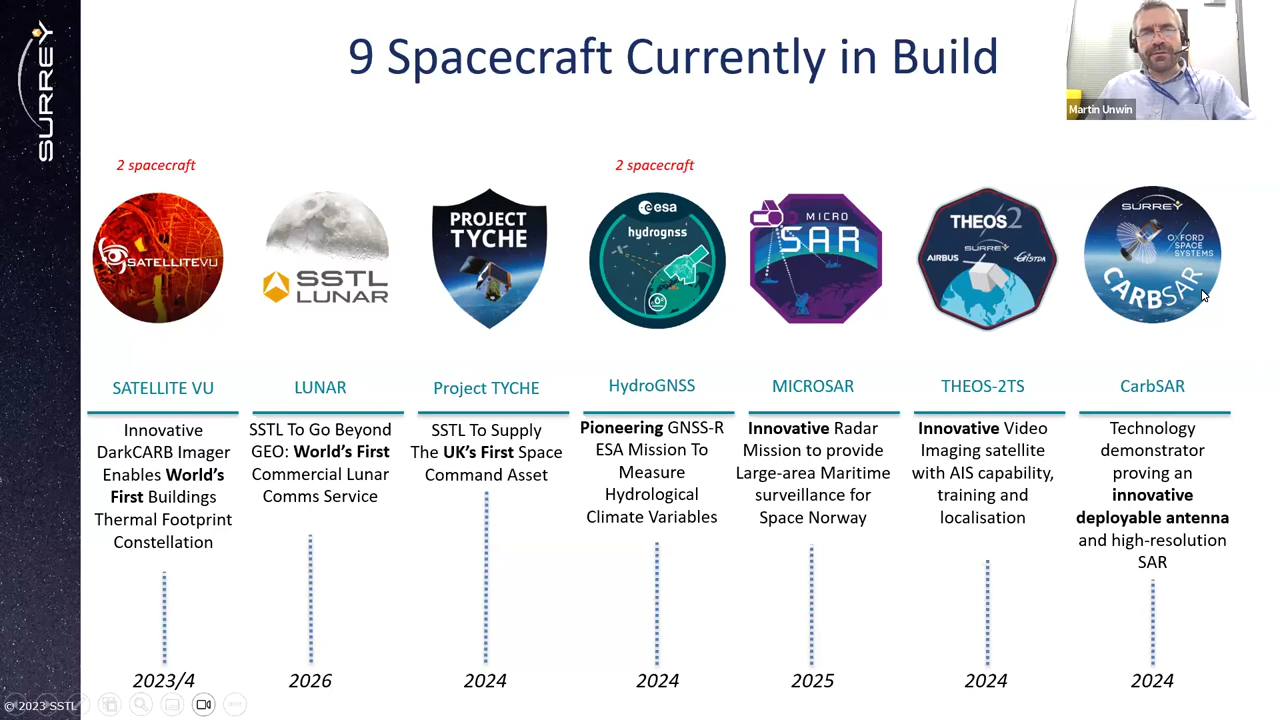 SURREY
9 Spacecraft Currently in Build
Martin Unwin
2 spacecraft
2 spacecraft
SATELLITEVU
SSTL
LUNAR
PROJECT
TYCHE
esa
hydrognss
MICRO
SAR
THEOS2
SURREY
AIRBUS
GISTDA
SURREY
OXFORD
SPACE
SYSTEMS
CARBSAR
SATELLITE VU
Innovative
DarkCARB Imager
Enables World's
First Buildings
Thermal Footprint
Constellation
2023/4
LUNAR
SSTL To Go Beyond
GEO: World's First
Commercial Lunar
Comms Service
2026
Project TYCHE
SSTL To Supply
The UK's First Space
Command Asset
2024
HydroGNSS
Pioneering GNSS-R
ESA Mission To
Measure
Hydrological
Climate Variables
2024
MICROSAR
Innovative Radar
Mission to provide
Large-area Maritime
surveillance for
Space Norway
2025
THEOS-2TS
Innovative Video
Imaging satellite
with AIS capability,
training and
localisation
2024
CarbSAR
Technology
demonstrator
proving an
innovative
deployable antenna
and high-resolution
SAR
2024
© 2023 SSTL